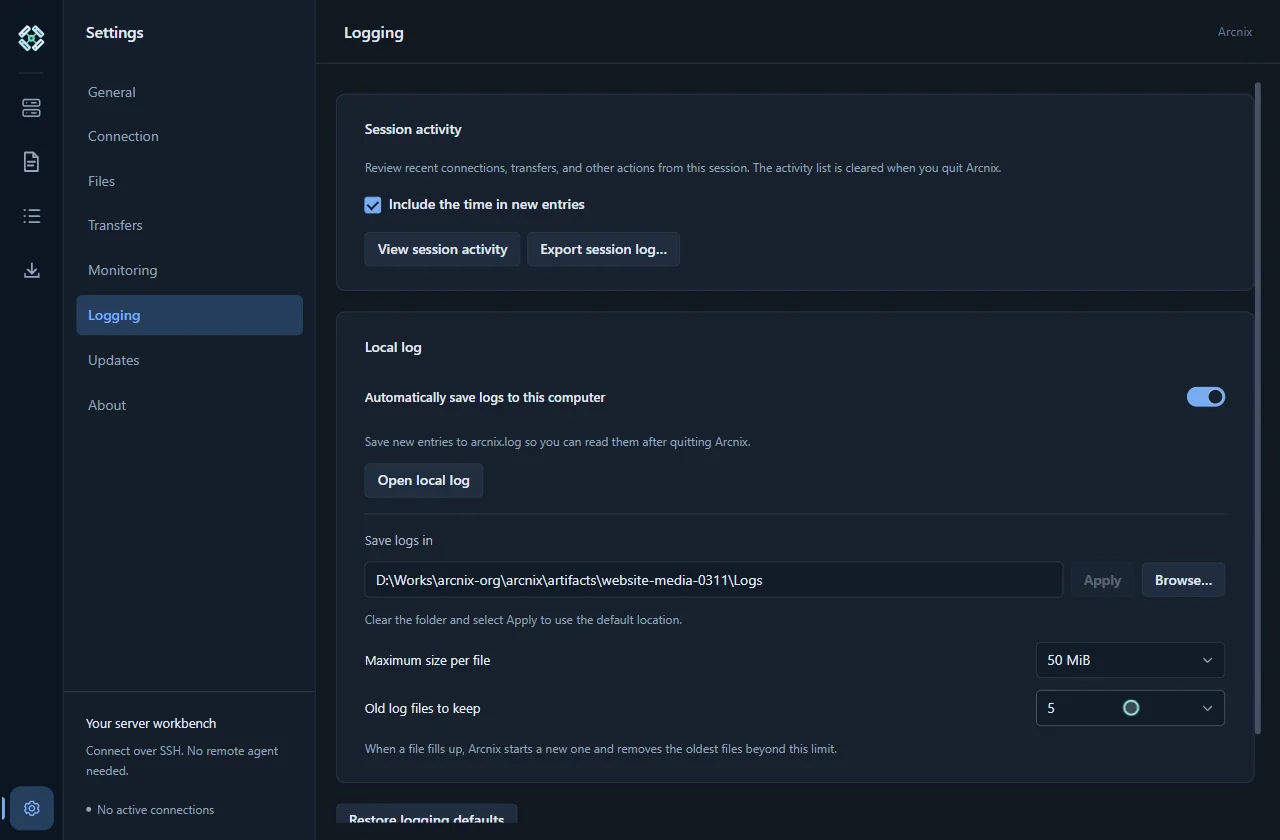 Settings
General
Connection
Files
Transfers
Monitoring
Logging
Updates
About
Your server workbench
Connect over SSH. No remote agent
needed.
No active connections
Logging
Arcnix
Session activity
Review recent connections, transfers, and other actions from this session. The activity list is cleared when you quit Arcnix.
Include the time in new entries
View session activity
Export session log...
Local log
Automatically save logs to this computer
Save new entries to arcnix.log so you can read them after quitting Arcnix.
Open local log
Save logs in
D:\Works\arcnix-org\arcnix\artifacts\website-media-0311\Logs
Apply
Browse...
Clear the folder and select Apply to use the default location.
Maximum size per file
50 MiB
Old log files to keep
5
When a file fills up, Arcnix starts a new one and removes the oldest files beyond this limit.
Restore logging defaults